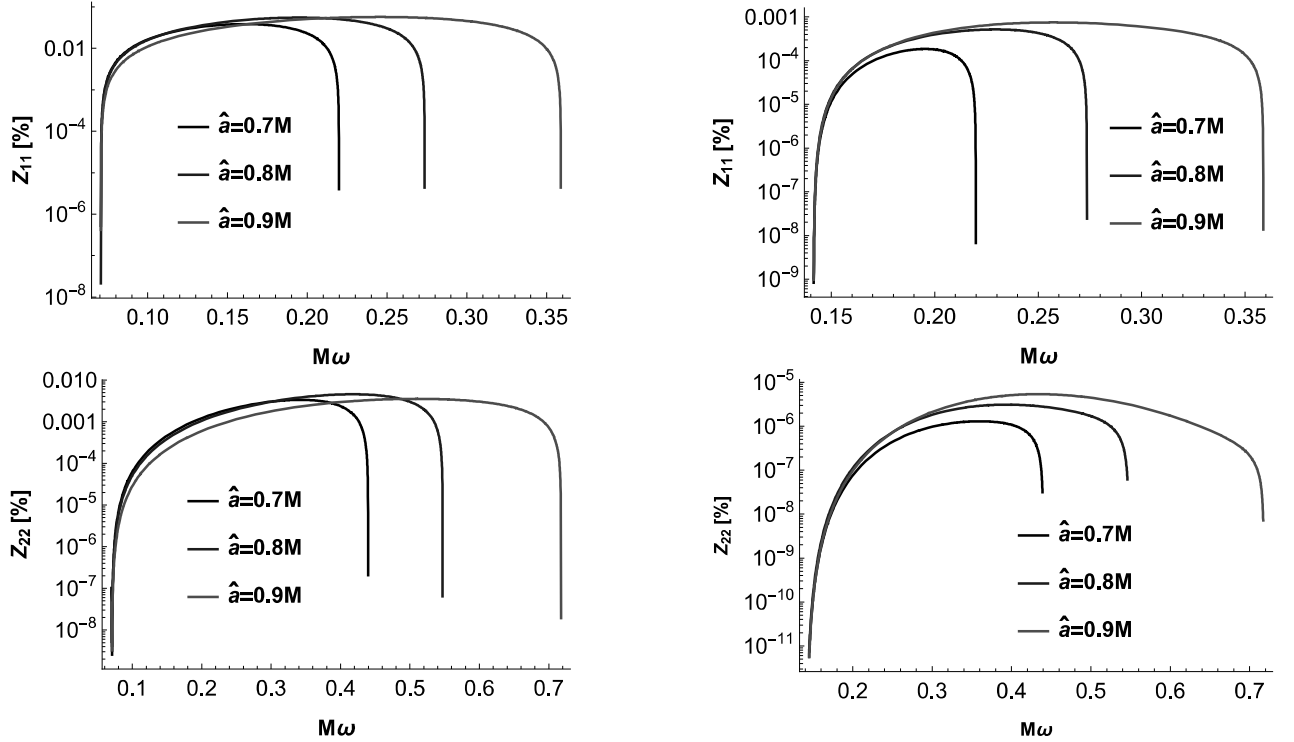 0.01
10⁻⁴
10⁻⁶
10⁻⁸
Z₁₁ [%]
â=0.7M
â=0.8M
â=0.9M
0.10 0.15 0.20 0.25 0.30 0.35
Mω
0.001
10⁻⁴
10⁻⁵
10⁻⁶
10⁻⁷
10⁻⁸
10⁻⁹
Z₁₁ [%]
â=0.7M
â=0.8M
â=0.9M
0.15 0.20 0.25 0.30 0.35
Mω
0.010
0.001
10⁻⁴
10⁻⁵
10⁻⁶
10⁻⁷
10⁻⁸
Z₂₂ [%]
â=0.7M
â=0.8M
â=0.9M
0.1 0.2 0.3 0.4 0.5 0.6 0.7
Mω
10⁻⁵
10⁻⁶
10⁻⁷
10⁻⁸
10⁻⁹
10⁻¹⁰
10⁻¹¹
Z₂₂ [%]
â=0.7M
â=0.8M
â=0.9M
0.2 0.3 0.4 0.5 0.6 0.7
Mω